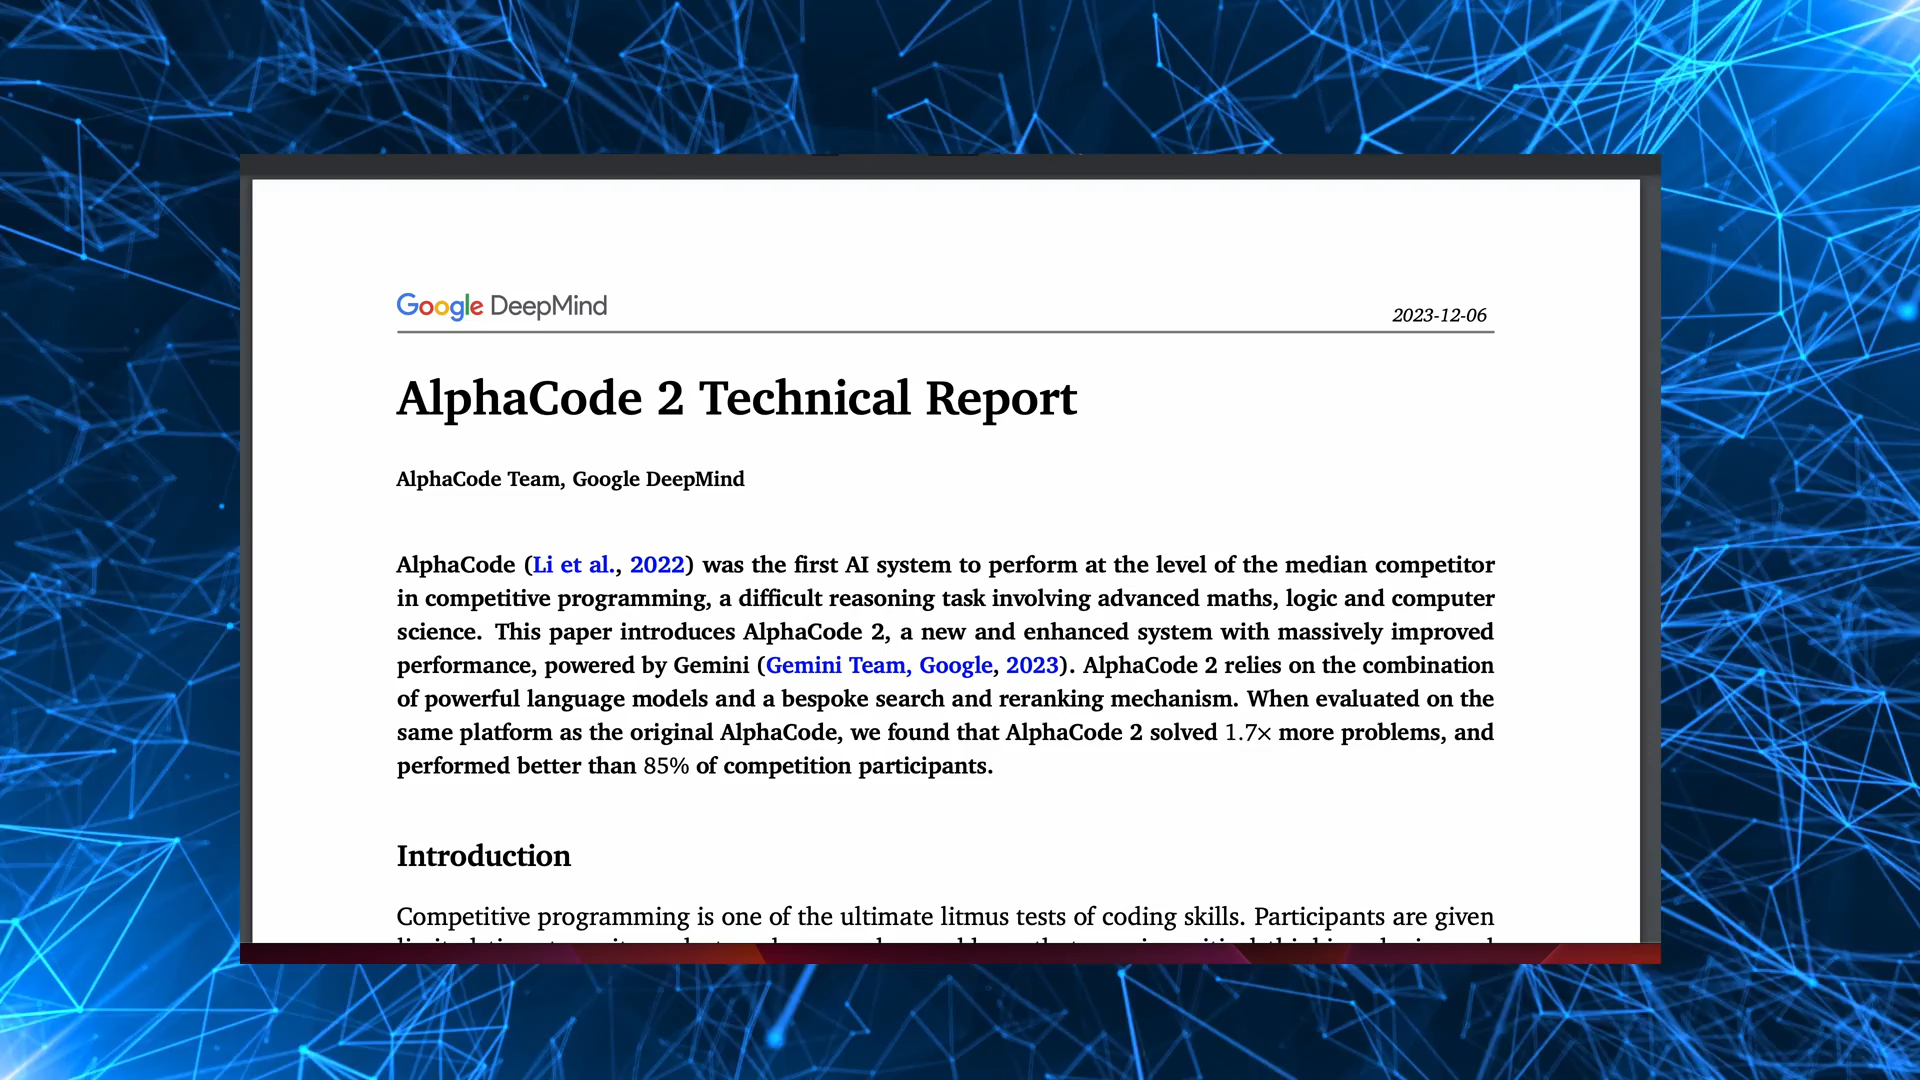 Google DeepMind
2023-12-06
AlphaCode 2 Technical Report
AlphaCode Team, Google DeepMind
AlphaCode (Li et al., 2022) was the first AI system to perform at the level of the median competitor
in competitive programming, a difficult reasoning task involving advanced maths, logic and computer
science. This paper introduces AlphaCode 2, a new and enhanced system with massively improved
performance, powered by Gemini (Gemini Team, Google, 2023). AlphaCode 2 relies on the combination
of powerful language models and a bespoke search and reranking mechanism. When evaluated on the
same platform as the original AlphaCode, we found that AlphaCode 2 solved 1.7× more problems, and
performed better than 85% of competition participants.
Introduction
Competitive programming is one of the ultimate litmus tests of coding skills. Participants are given